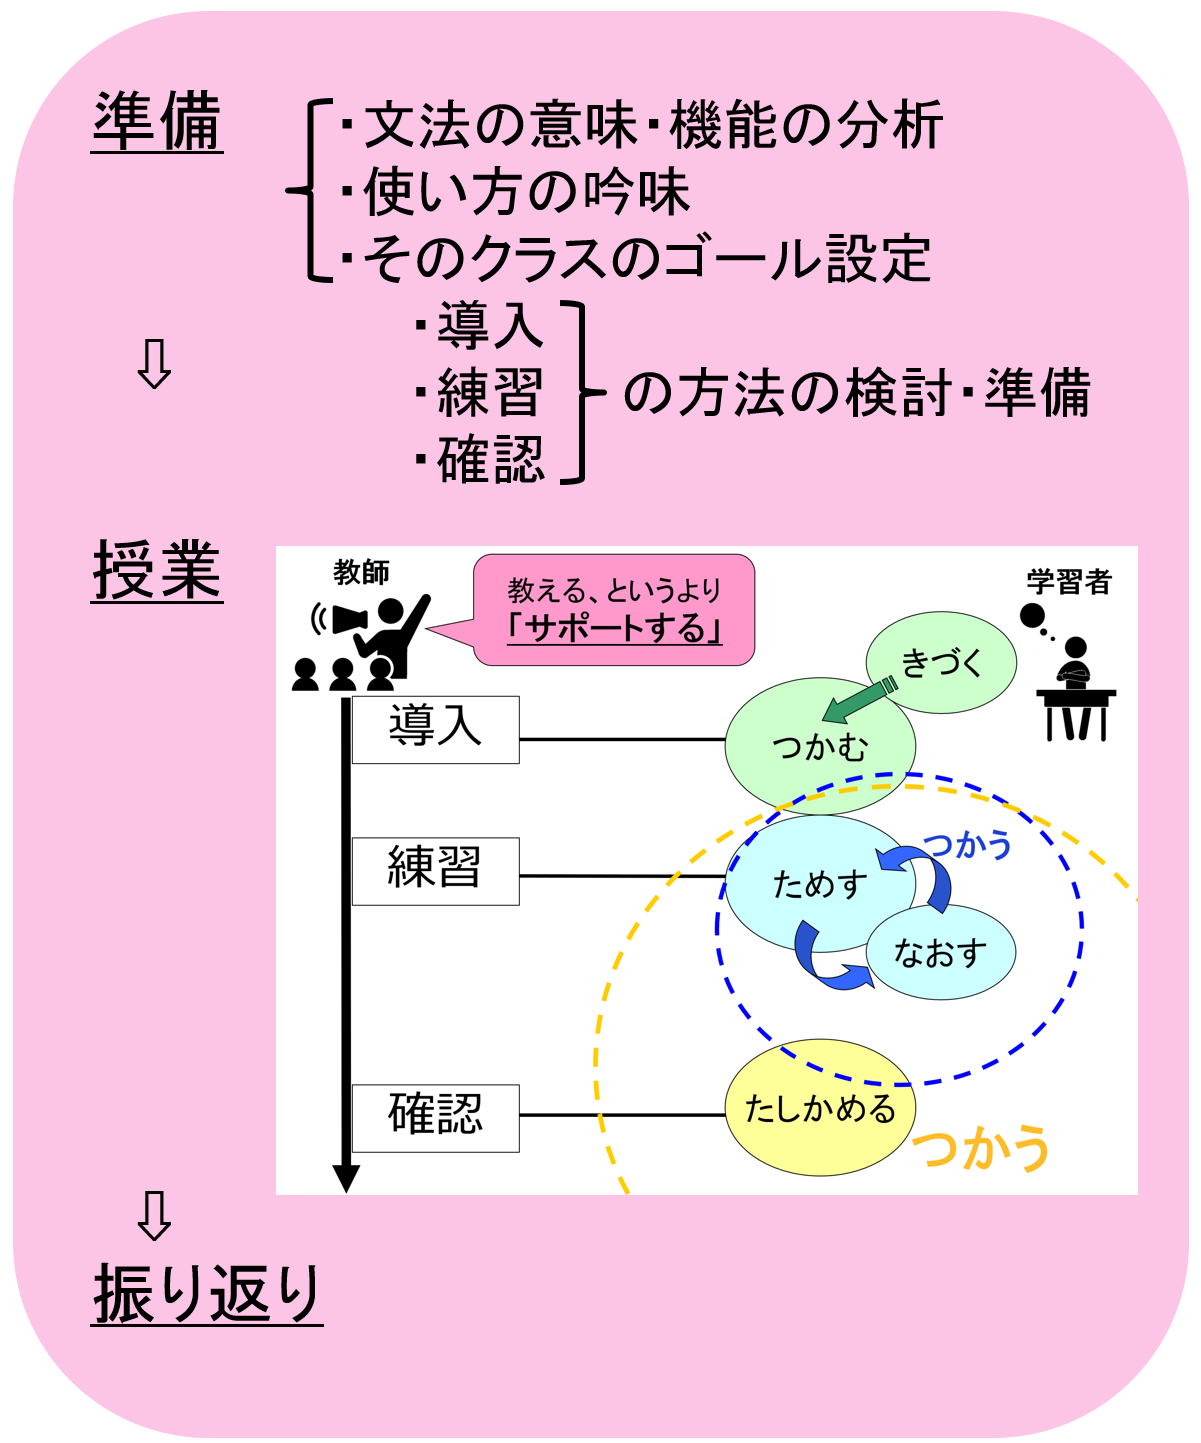 準備
・文法の意味・機能の分析
・使い方の吟味
・そのクラスのゴール設定
・導入
・練習
・確認
の方法の検討・準備
授業
教師
教える、というより
「サポートする」
学習者
きづく
導入
つかむ
練習
ためす
つかう
なおす
確認
たしかめる
つかう
振り返り